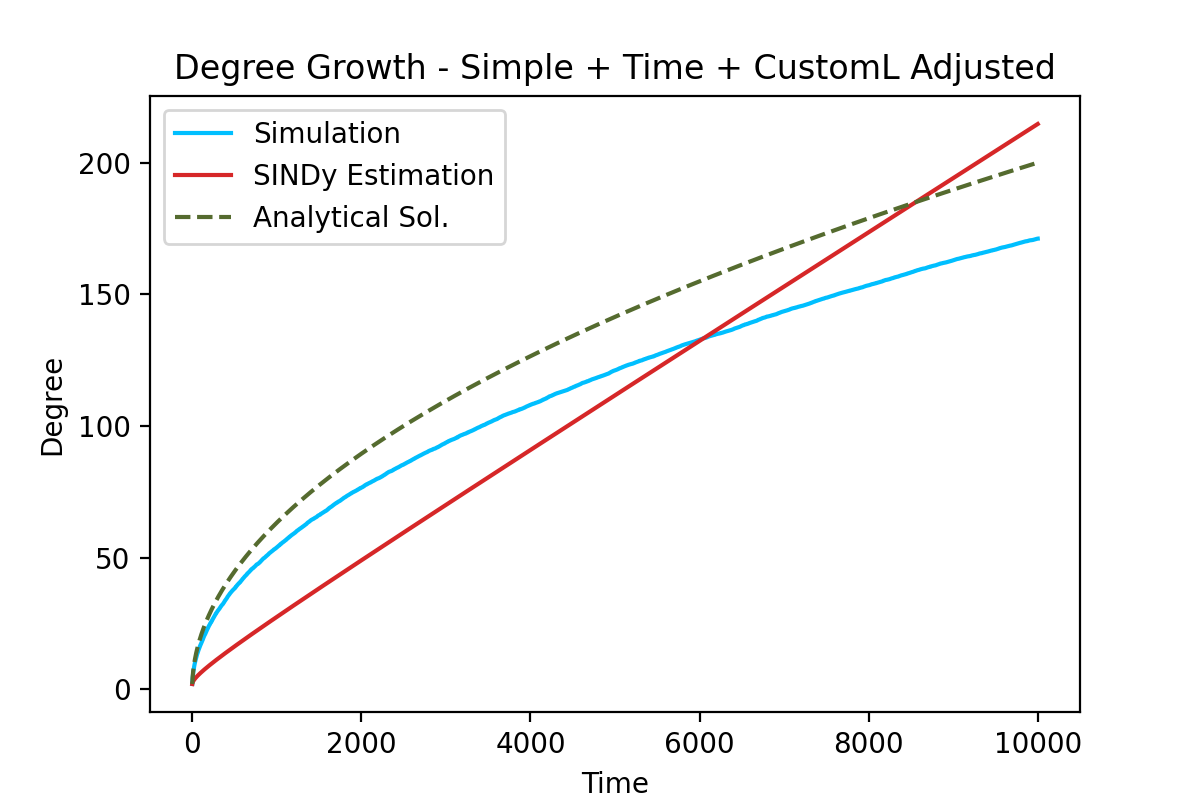 Degree Growth - Simple + Time + CustomL Adjusted
Simulation
SINDy Estimation
Analytical Sol.
200
150
100
50
0
Degree
0 2000 4000 6000 8000 10000
Time